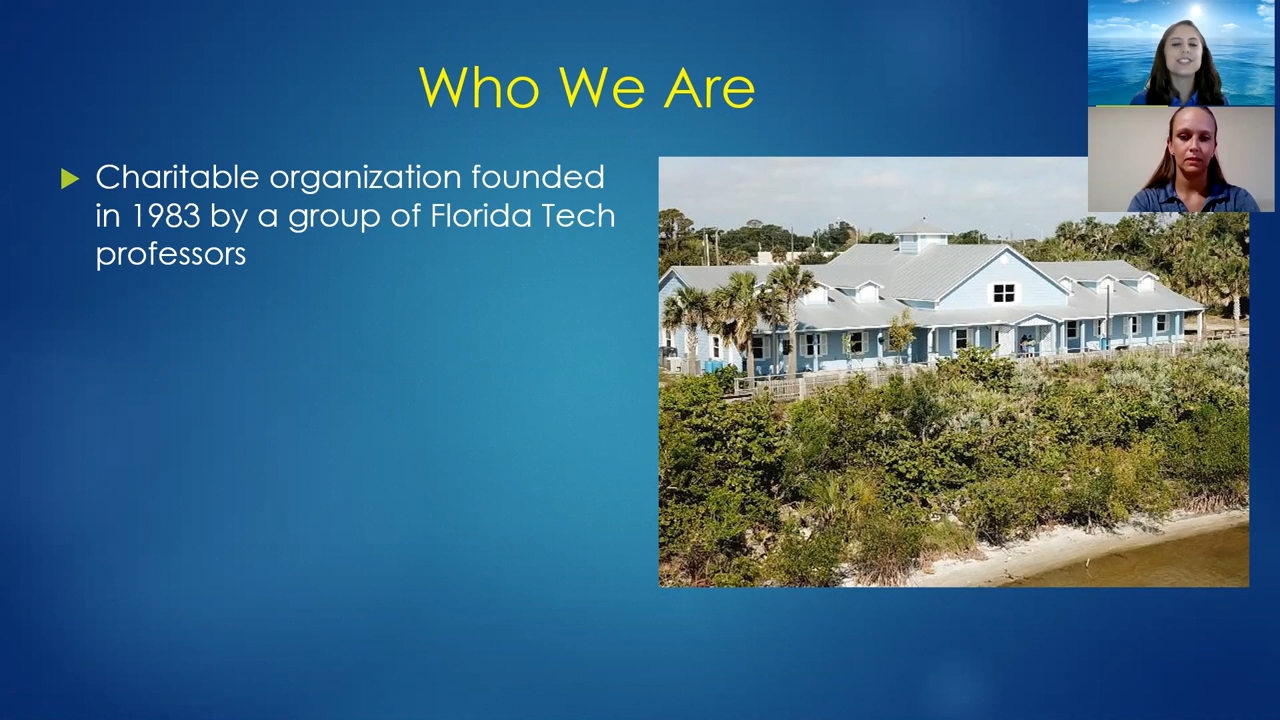 Who We Are
Charitable organization founded
in 1983 by a group of Florida Tech
professors